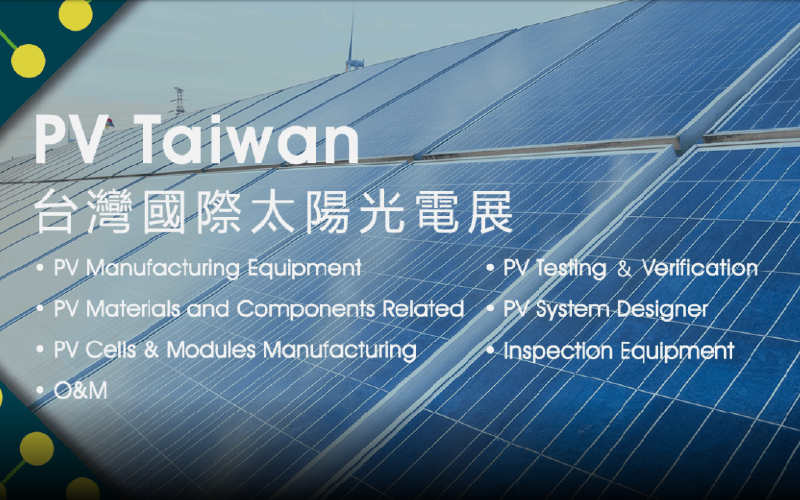 PV Taiwan
台灣國際太陽光電展
• PV Manufacturing Equipment
• PV Materials and Components Related
• PV Cells & Modules Manufacturing
• O&M
• PV Testing & Verification
• PV System Designer
• Inspection Equipment